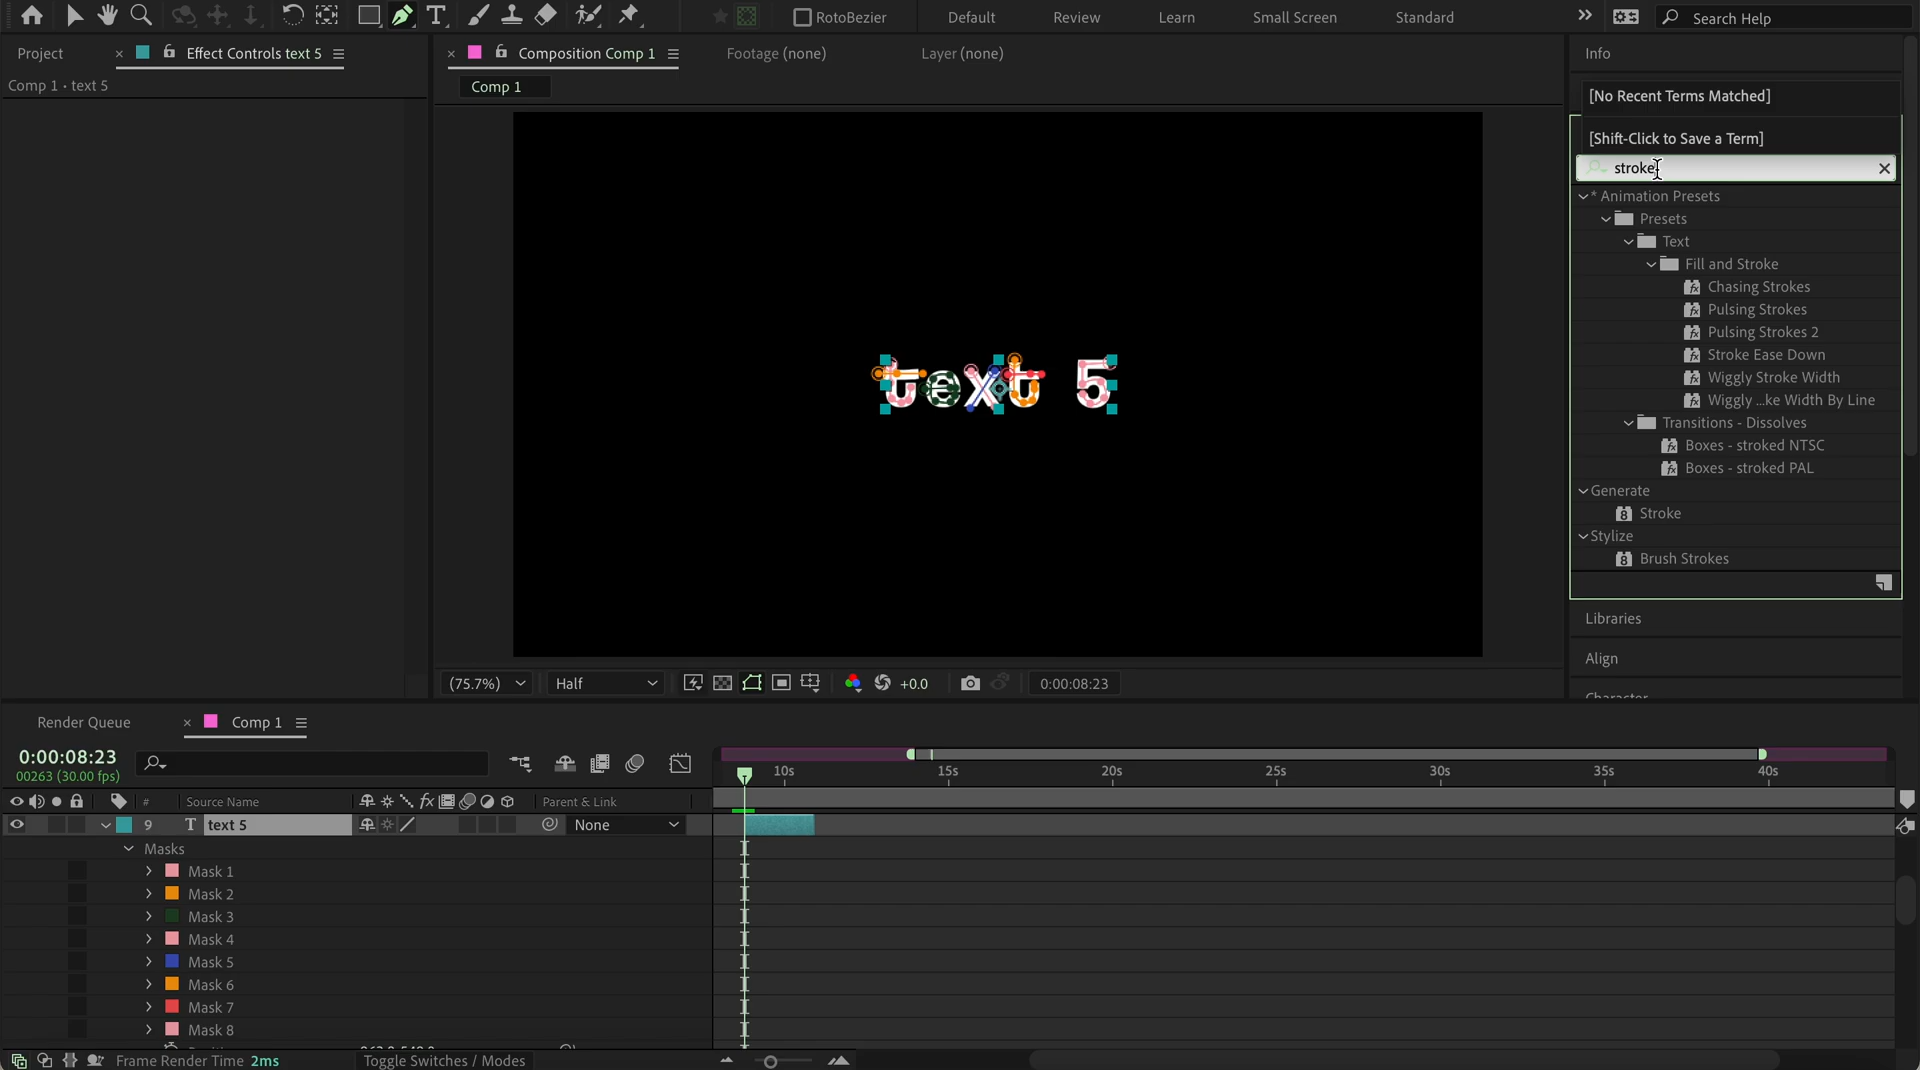 RotoBezier
Default
Review
Learn
Small Screen
Standard
Search Help
Project
Effect Controls text 5
Composition Comp 1
Footage (none)
Layer (none)
Info
Comp 1 • text 5
Comp 1
[No Recent Terms Matched]
[Shift-Click to Save a Term]
stroke
* Animation Presets
Presets
Text
Fill and Stroke
Chasing Strokes
Pulsing Strokes
Pulsing Strokes 2
Stroke Ease Down
Wiggly Stroke Width
Wiggly ...ke Width By Line
Transitions - Dissolves
Boxes - stroked NTSC
Boxes - stroked PAL
Generate
Stroke
Stylize
Brush Strokes
Libraries
Align
text 5
(75.7%)
Half
+0.0
0:00:08:23
Render Queue
Comp 1
0:00:08:23
00263 (30.00 fps)
10s
15s
20s
25s
30s
35s
40s
#
Source Name
Parent & Link
9
T
text 5
None
Masks
Mask 1
Mask 2
Mask 3
Mask 4
Mask 5
Mask 6
Mask 7
Mask 8
Frame Render Time 2ms
Toggle Switches / Modes